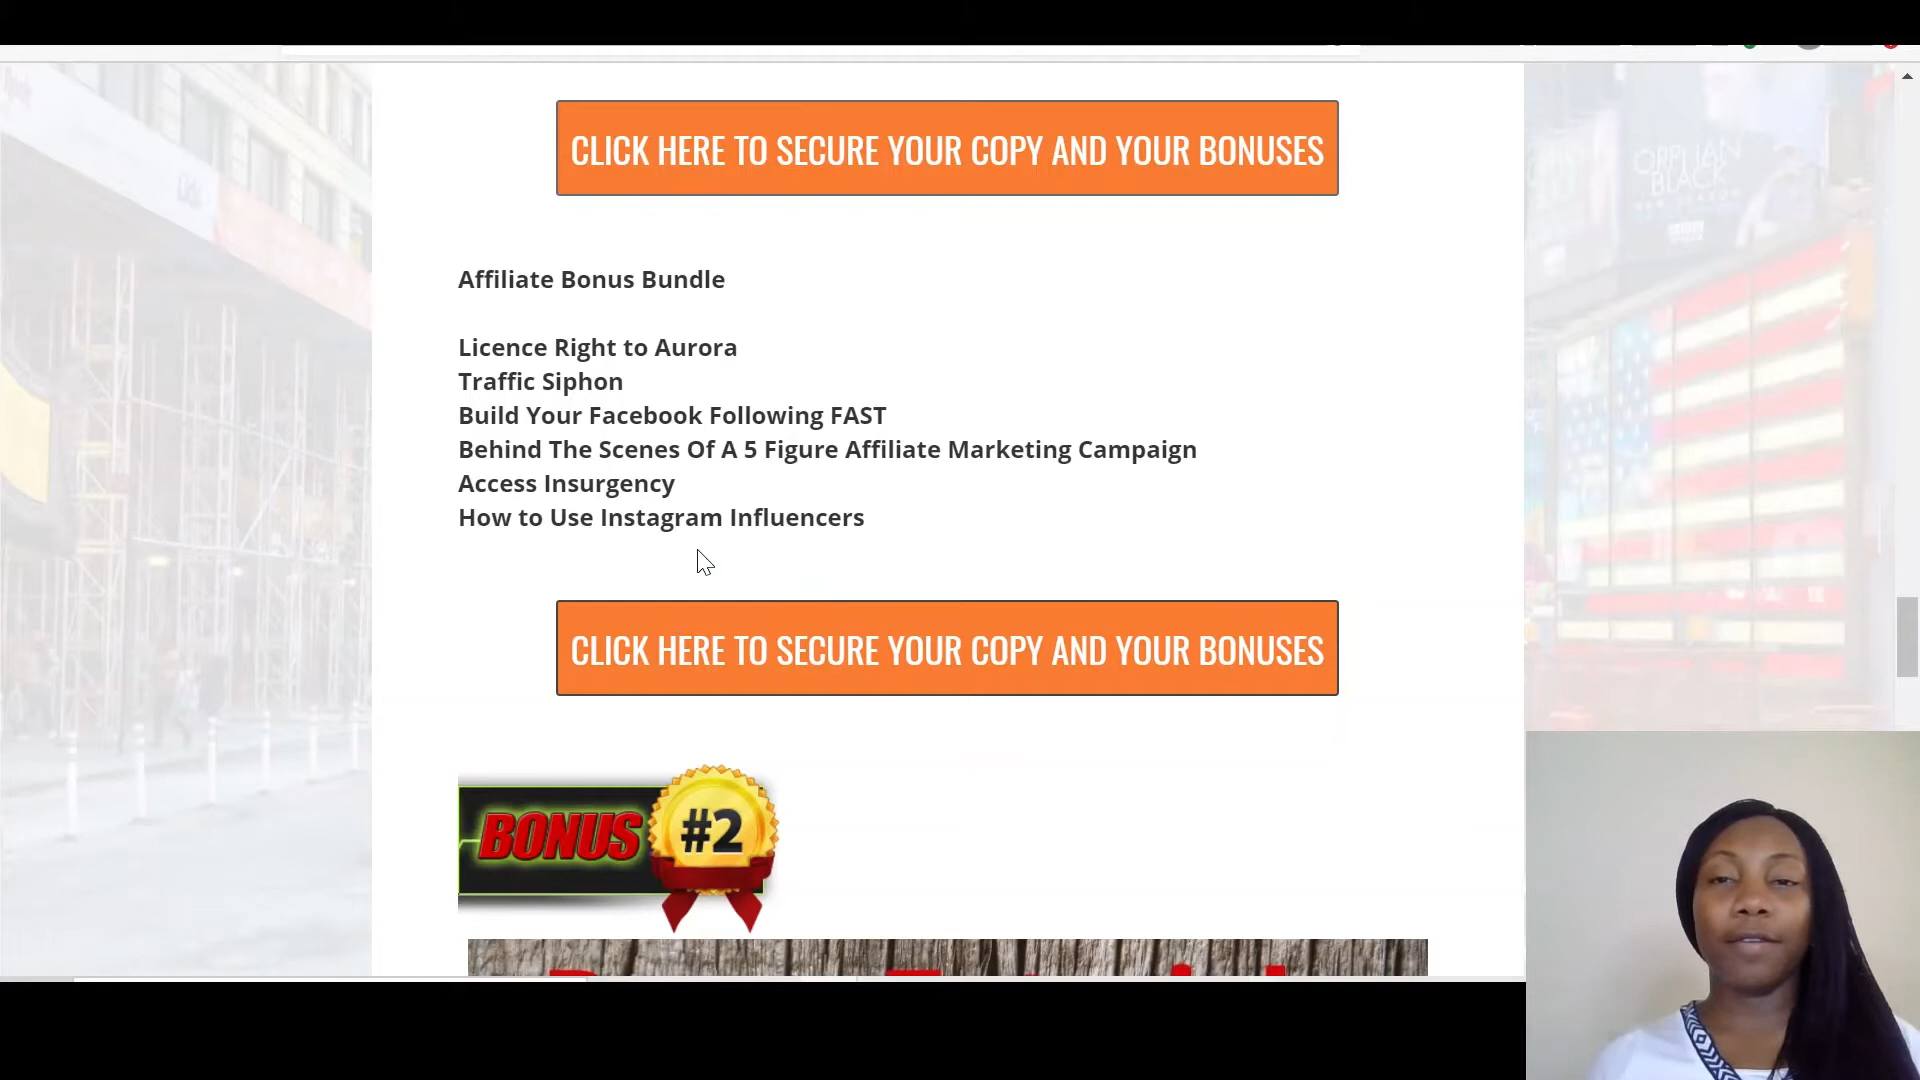 CLICK HERE TO SECURE YOUR COPY AND YOUR BONUSES
ORPHAN
BLACK
Affiliate Bonus Bundle
Licence Right to Aurora
Traffic Siphon
Build Your Facebook Following FAST
Behind The Scenes Of A 5 Figure Affiliate Marketing Campaign
Access Insurgency
How to Use Instagram Influencers
CLICK HERE TO SECURE YOUR COPY AND YOUR BONUSES
BONUS #2